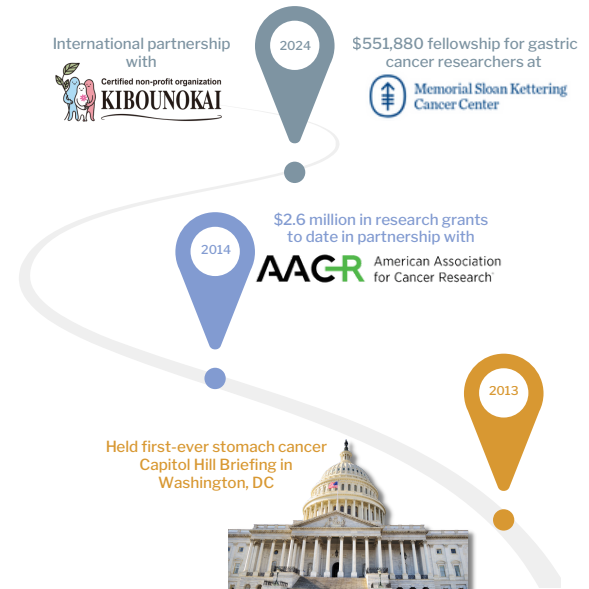 International partnership
with
Certified non-profit organization
KIBOUNOKAI
2024
$551,880 fellowship for gastric
cancer researchers at
Memorial Sloan Kettering
Cancer Center
2014
$2.6 million in research grants
to date in partnership with
AACR
American Association
for Cancer Research
2013
Held first-ever stomach cancer
Capitol Hill Briefing in
Washington, DC